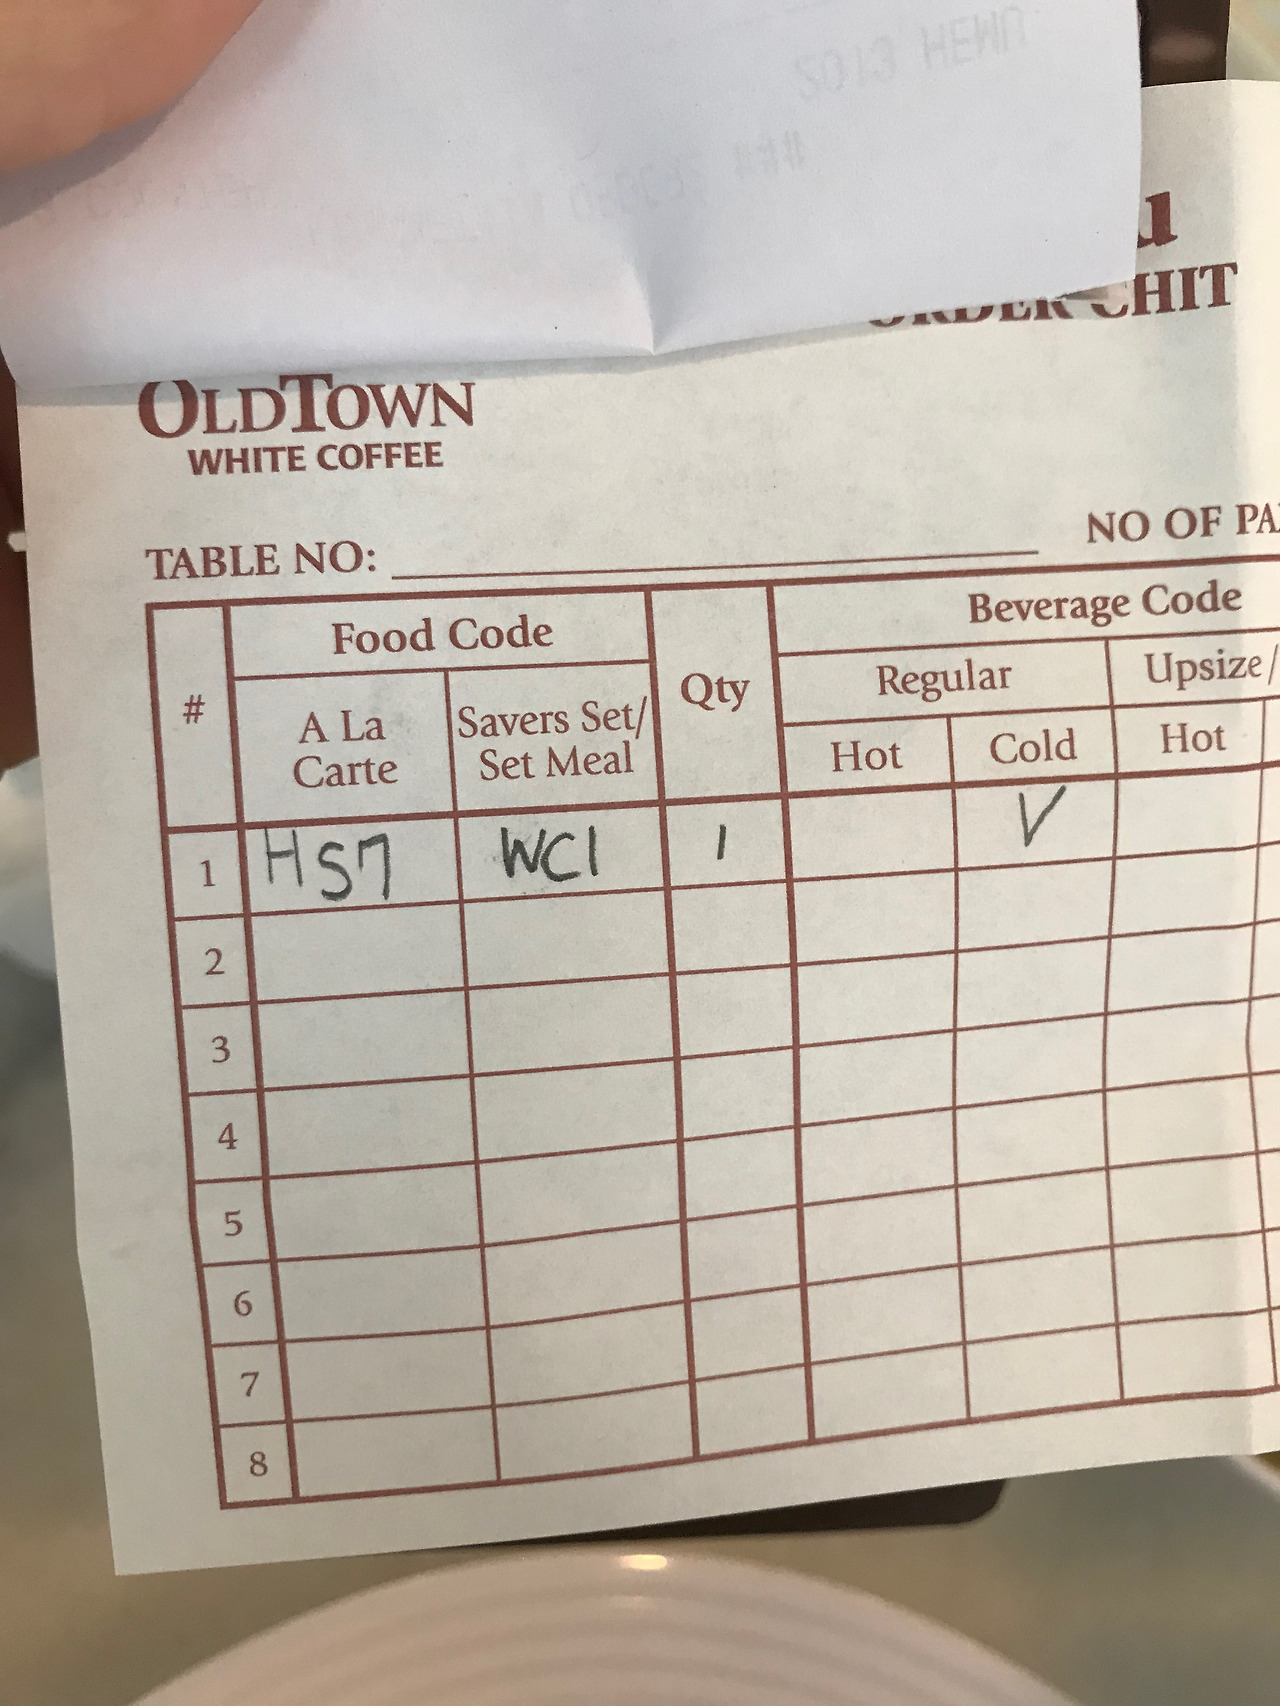 ORDER CHIT
OLDTOWN
WHITE COFFEE
TABLE NO:
NO OF
# Food Code Qty Beverage Code
A La Carte Savers Set/ Set Meal Regular Upsize/
Hot Cold Hot
1 HS7 WC1 1 V
2
3
4
5
6
7
8